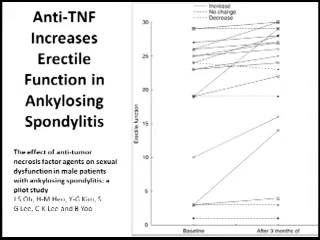 Anti-TNF
Increases
Erectile
Function in
Ankylosing
Spondylitis
The effect of anti-tumor
necrosis factor agents on sexual
dysfunction in male patients
with ankylosing spondylitis: a
pilot study
J S Oh, H-M Heo, Y-G Kim, S
G Lee, C K Lee and B Yoo
Increase
No change
Decrease
30
25
20
15
10
5
0
Erectile function
Baseline
After 3 months of